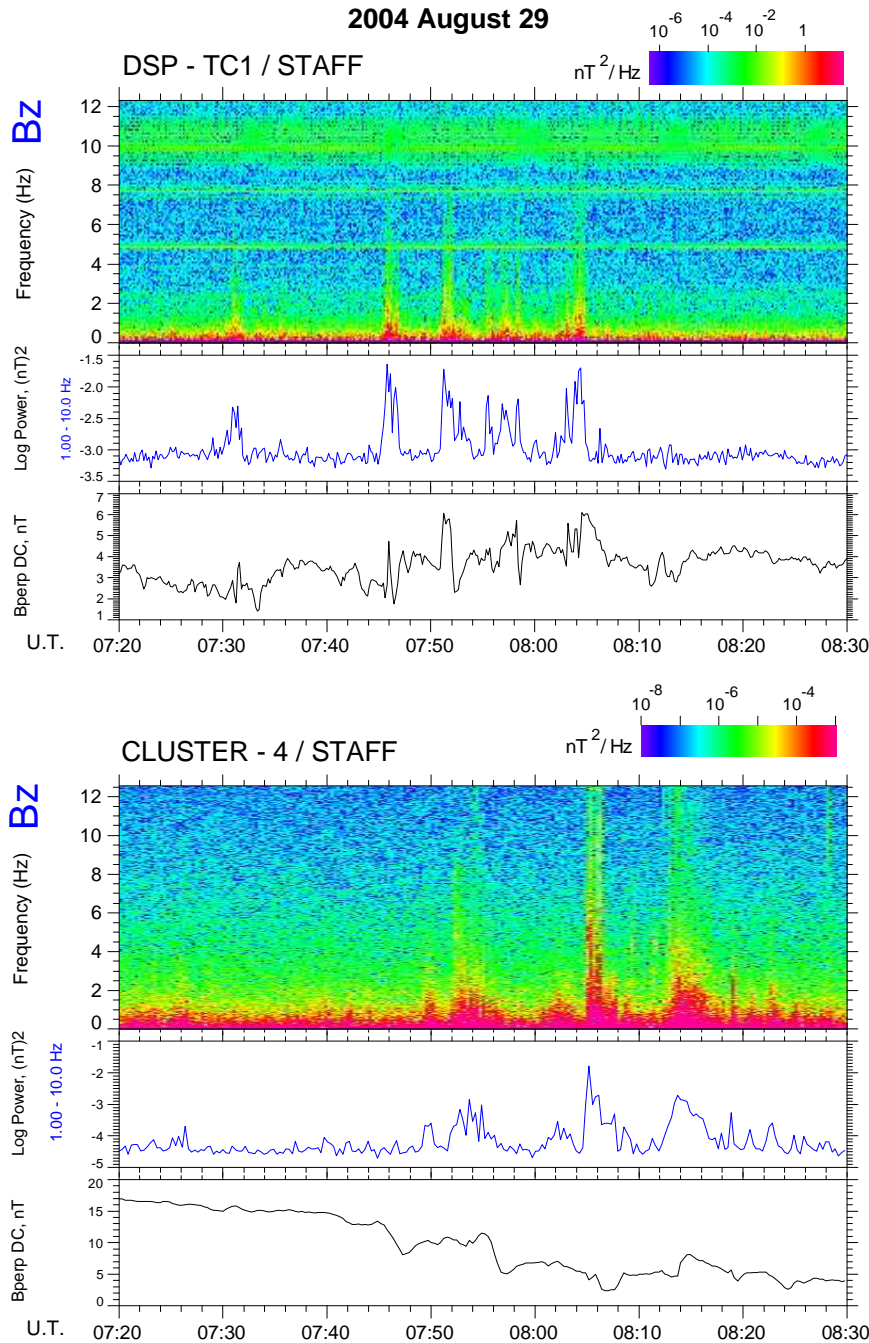 2004 August 29
10^-6 10^-4 10^-2 1
DSP - TC1 / STAFF
nT^2/ Hz
Bz
Frequency (Hz)
12
10
8
6
4
2
0
Log Power, (nT)2
1.00 - 10.0 Hz
-1.5
-2.0
-2.5
-3.0
-3.5
Bperp DC, nT
7
6
5
4
3
2
1
U.T.
07:20 07:30 07:40 07:50 08:00 08:10 08:20 08:30
10^-8 10^-6 10^-4
CLUSTER - 4 / STAFF
nT^2/ Hz
Bz
Frequency (Hz)
12
10
8
6
4
2
0
Log Power, (nT)2
1.00 - 10.0 Hz
-1
-2
-3
-4
-5
Bperp DC, nT
20
15
10
5
0
U.T.
07:20 07:30 07:40 07:50 08:00 08:10 08:20 08:30